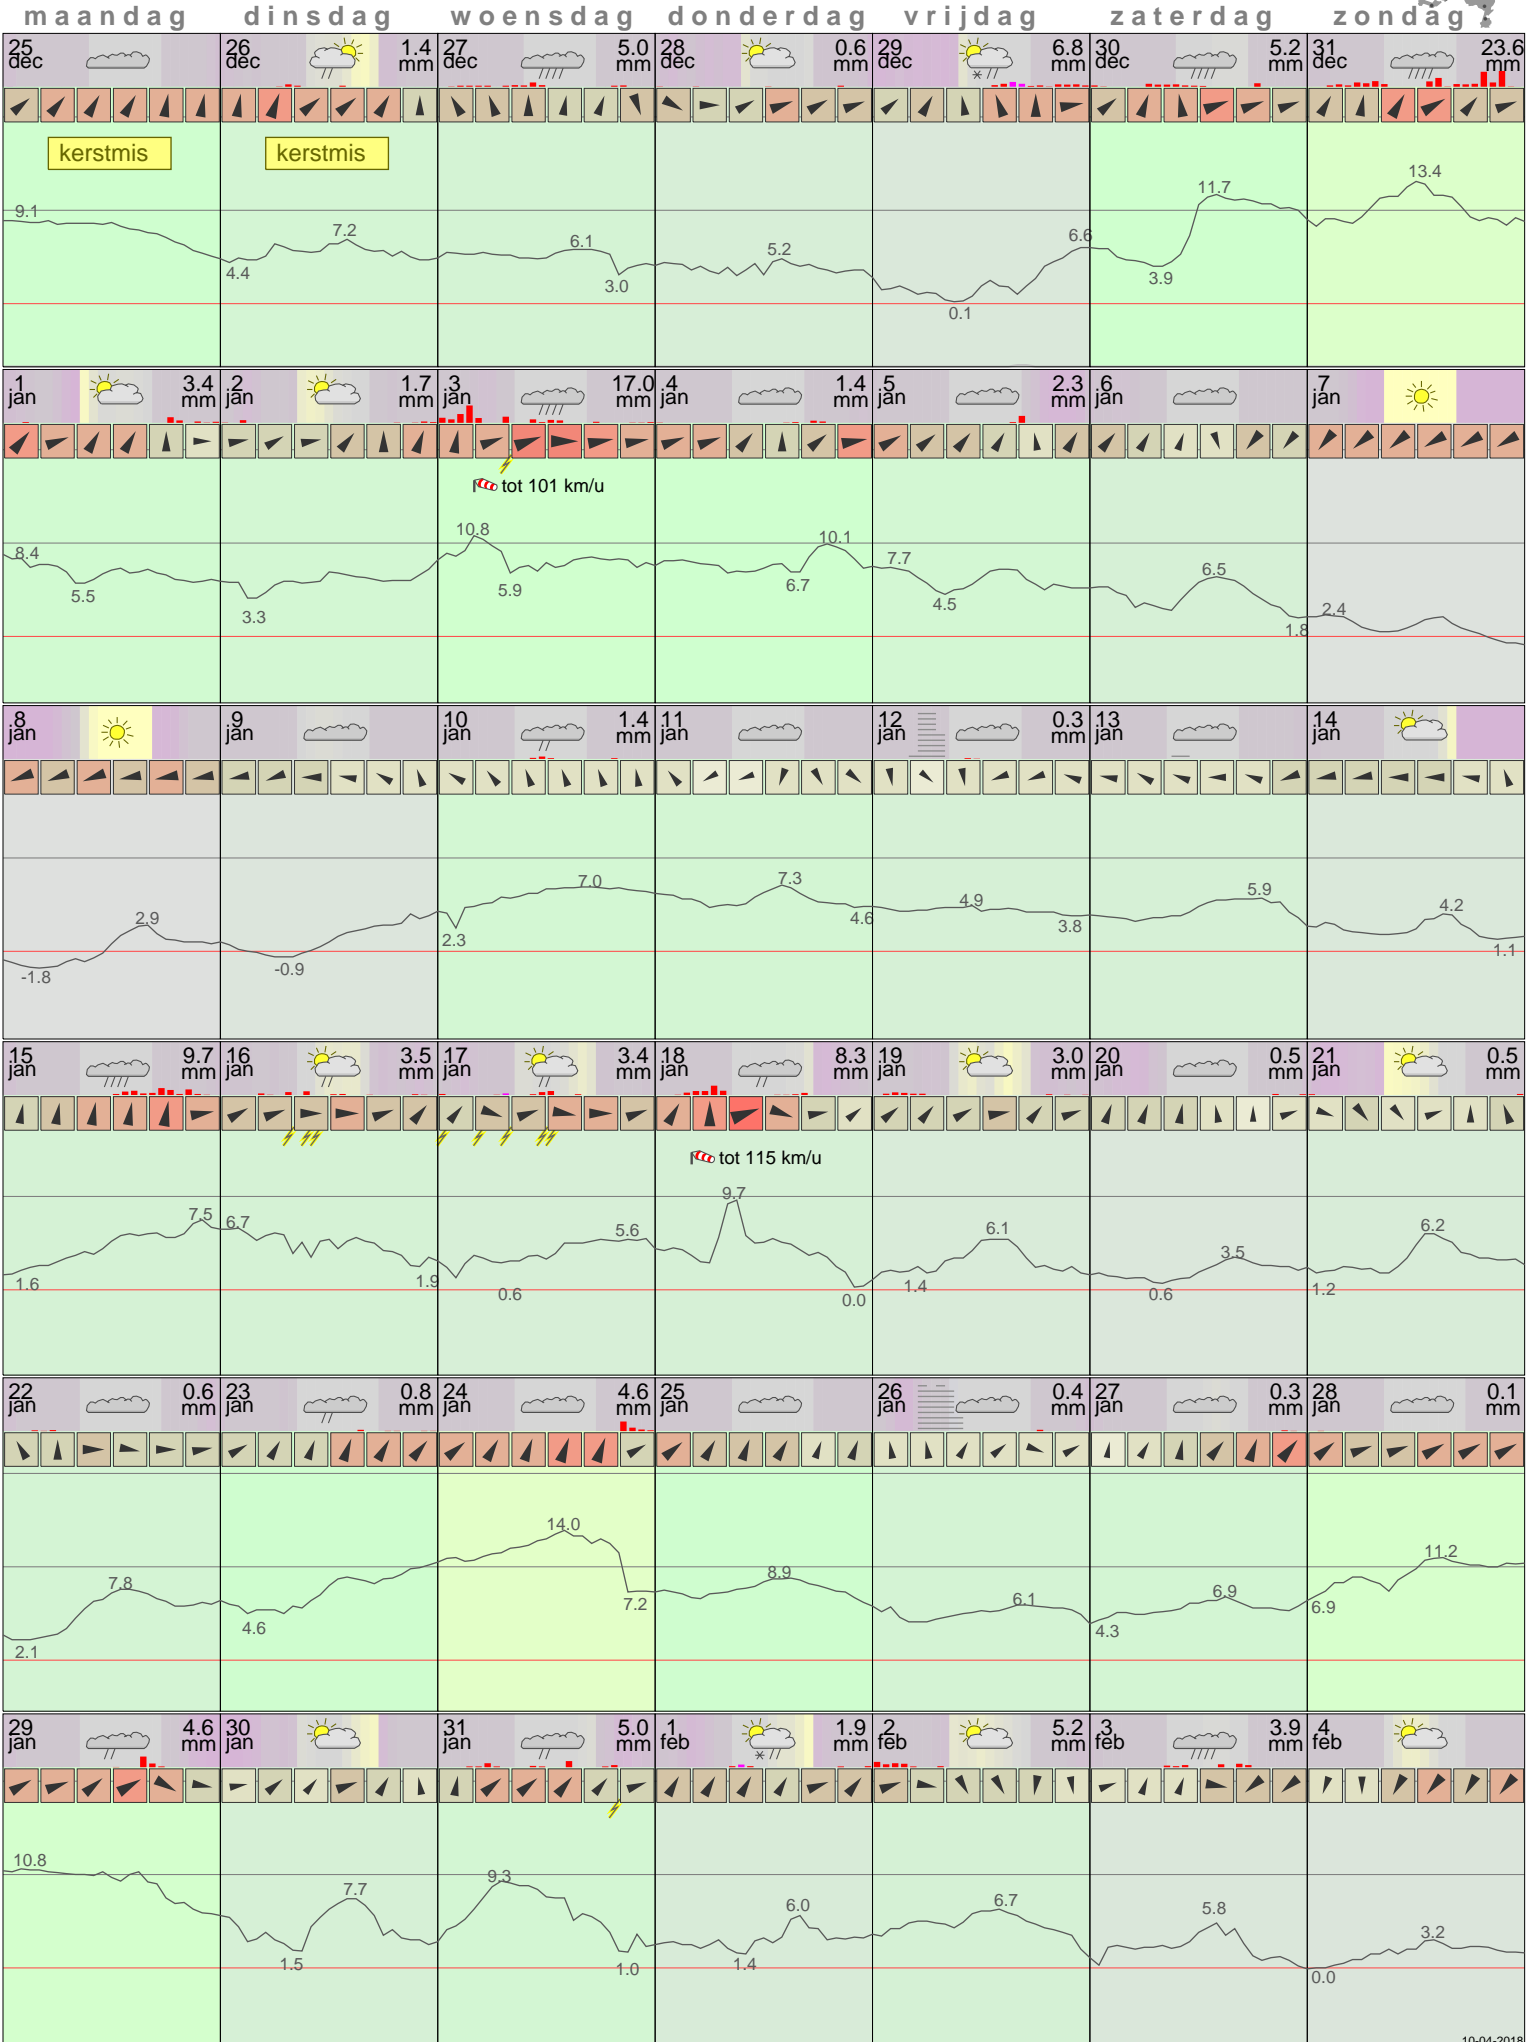 maandag dinsdag woensdag donderdag vrijdag zaterdag zondag
25 dec 26 dec 1.4 mm 27 dec 5.0 mm 28 dec 0.6 mm 29 dec 6.8 mm 30 dec 5.2 mm 31 dec 23.6 mm
kerstmis kerstmis
9.1 4.4 7.2 6.1 3.0 5.2 0.1 6.6 3.9 11.7 13.4
1 jan 3.4 mm 2 jan 1.7 mm 3 jan 17.0 mm 4 jan 1.4 mm 5 jan 2.3 mm 6 jan 7 jan
tot 101 km/u
8.4 5.5 3.3 10.8 5.9 6.7 10.1 7.7 4.5 6.5 1.8 2.4
8 jan 9 jan 10 jan 1.4 mm 11 jan 12 jan 0.3 mm 13 jan 14 jan
-1.8 2.9 -0.9 2.3 7.0 7.3 4.6 4.9 3.8 5.9 4.2 1.1
15 jan 9.7 mm 16 jan 3.5 mm 17 jan 3.4 mm 18 jan 8.3 mm 19 jan 3.0 mm 20 jan 0.5 mm 21 jan 0.5 mm
tot 115 km/u
1.6 7.5 6.7 1.9 0.6 5.6 9.7 0.0 1.4 6.1 0.6 3.5 1.2 6.2
22 jan 0.6 mm 23 jan 0.8 mm 24 jan 4.6 mm 25 jan 26 jan 0.4 mm 27 jan 0.3 mm 28 jan 0.1 mm
2.1 7.8 4.6 14.0 7.2 8.9 6.1 4.3 6.9 6.9 11.2
29 jan 4.6 mm 30 jan 31 jan 5.0 mm 1 feb 1.9 mm 2 feb 5.2 mm 3 feb 3.9 mm 4 feb
10.8 1.5 7.7 9.3 1.0 1.4 6.0 6.7 5.8 0.0 3.2
10-04-2018